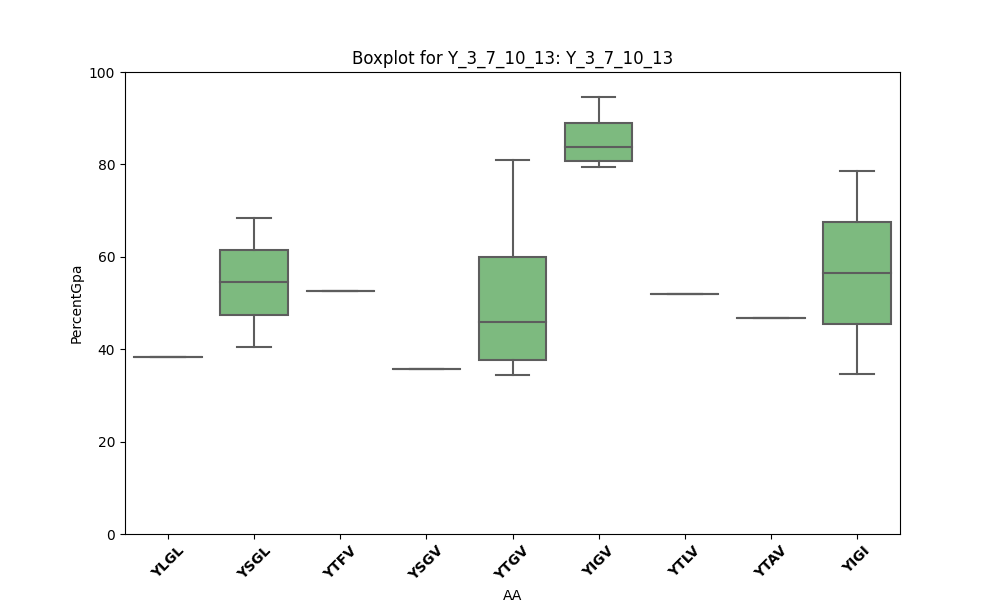 Boxplot for Y_3_7_10_13: Y_3_7_10_13
PercentGpa
100
80
60
40
20
0
YLGL YSGL YTFV YSGV YTGV YIGV YTLV YTAV YIGI
AA